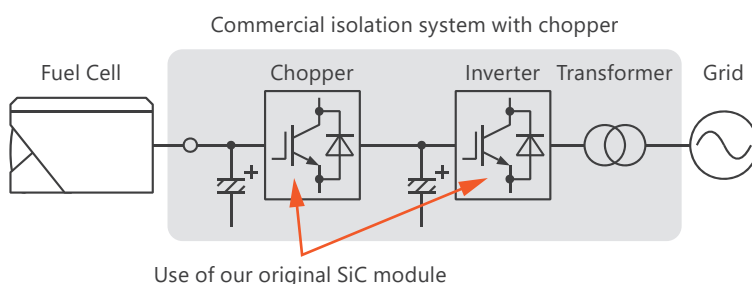 Commercial isolation system with chopper
Fuel Cell
Chopper
Inverter
Transformer
Grid
+
+
Use of our original SiC module